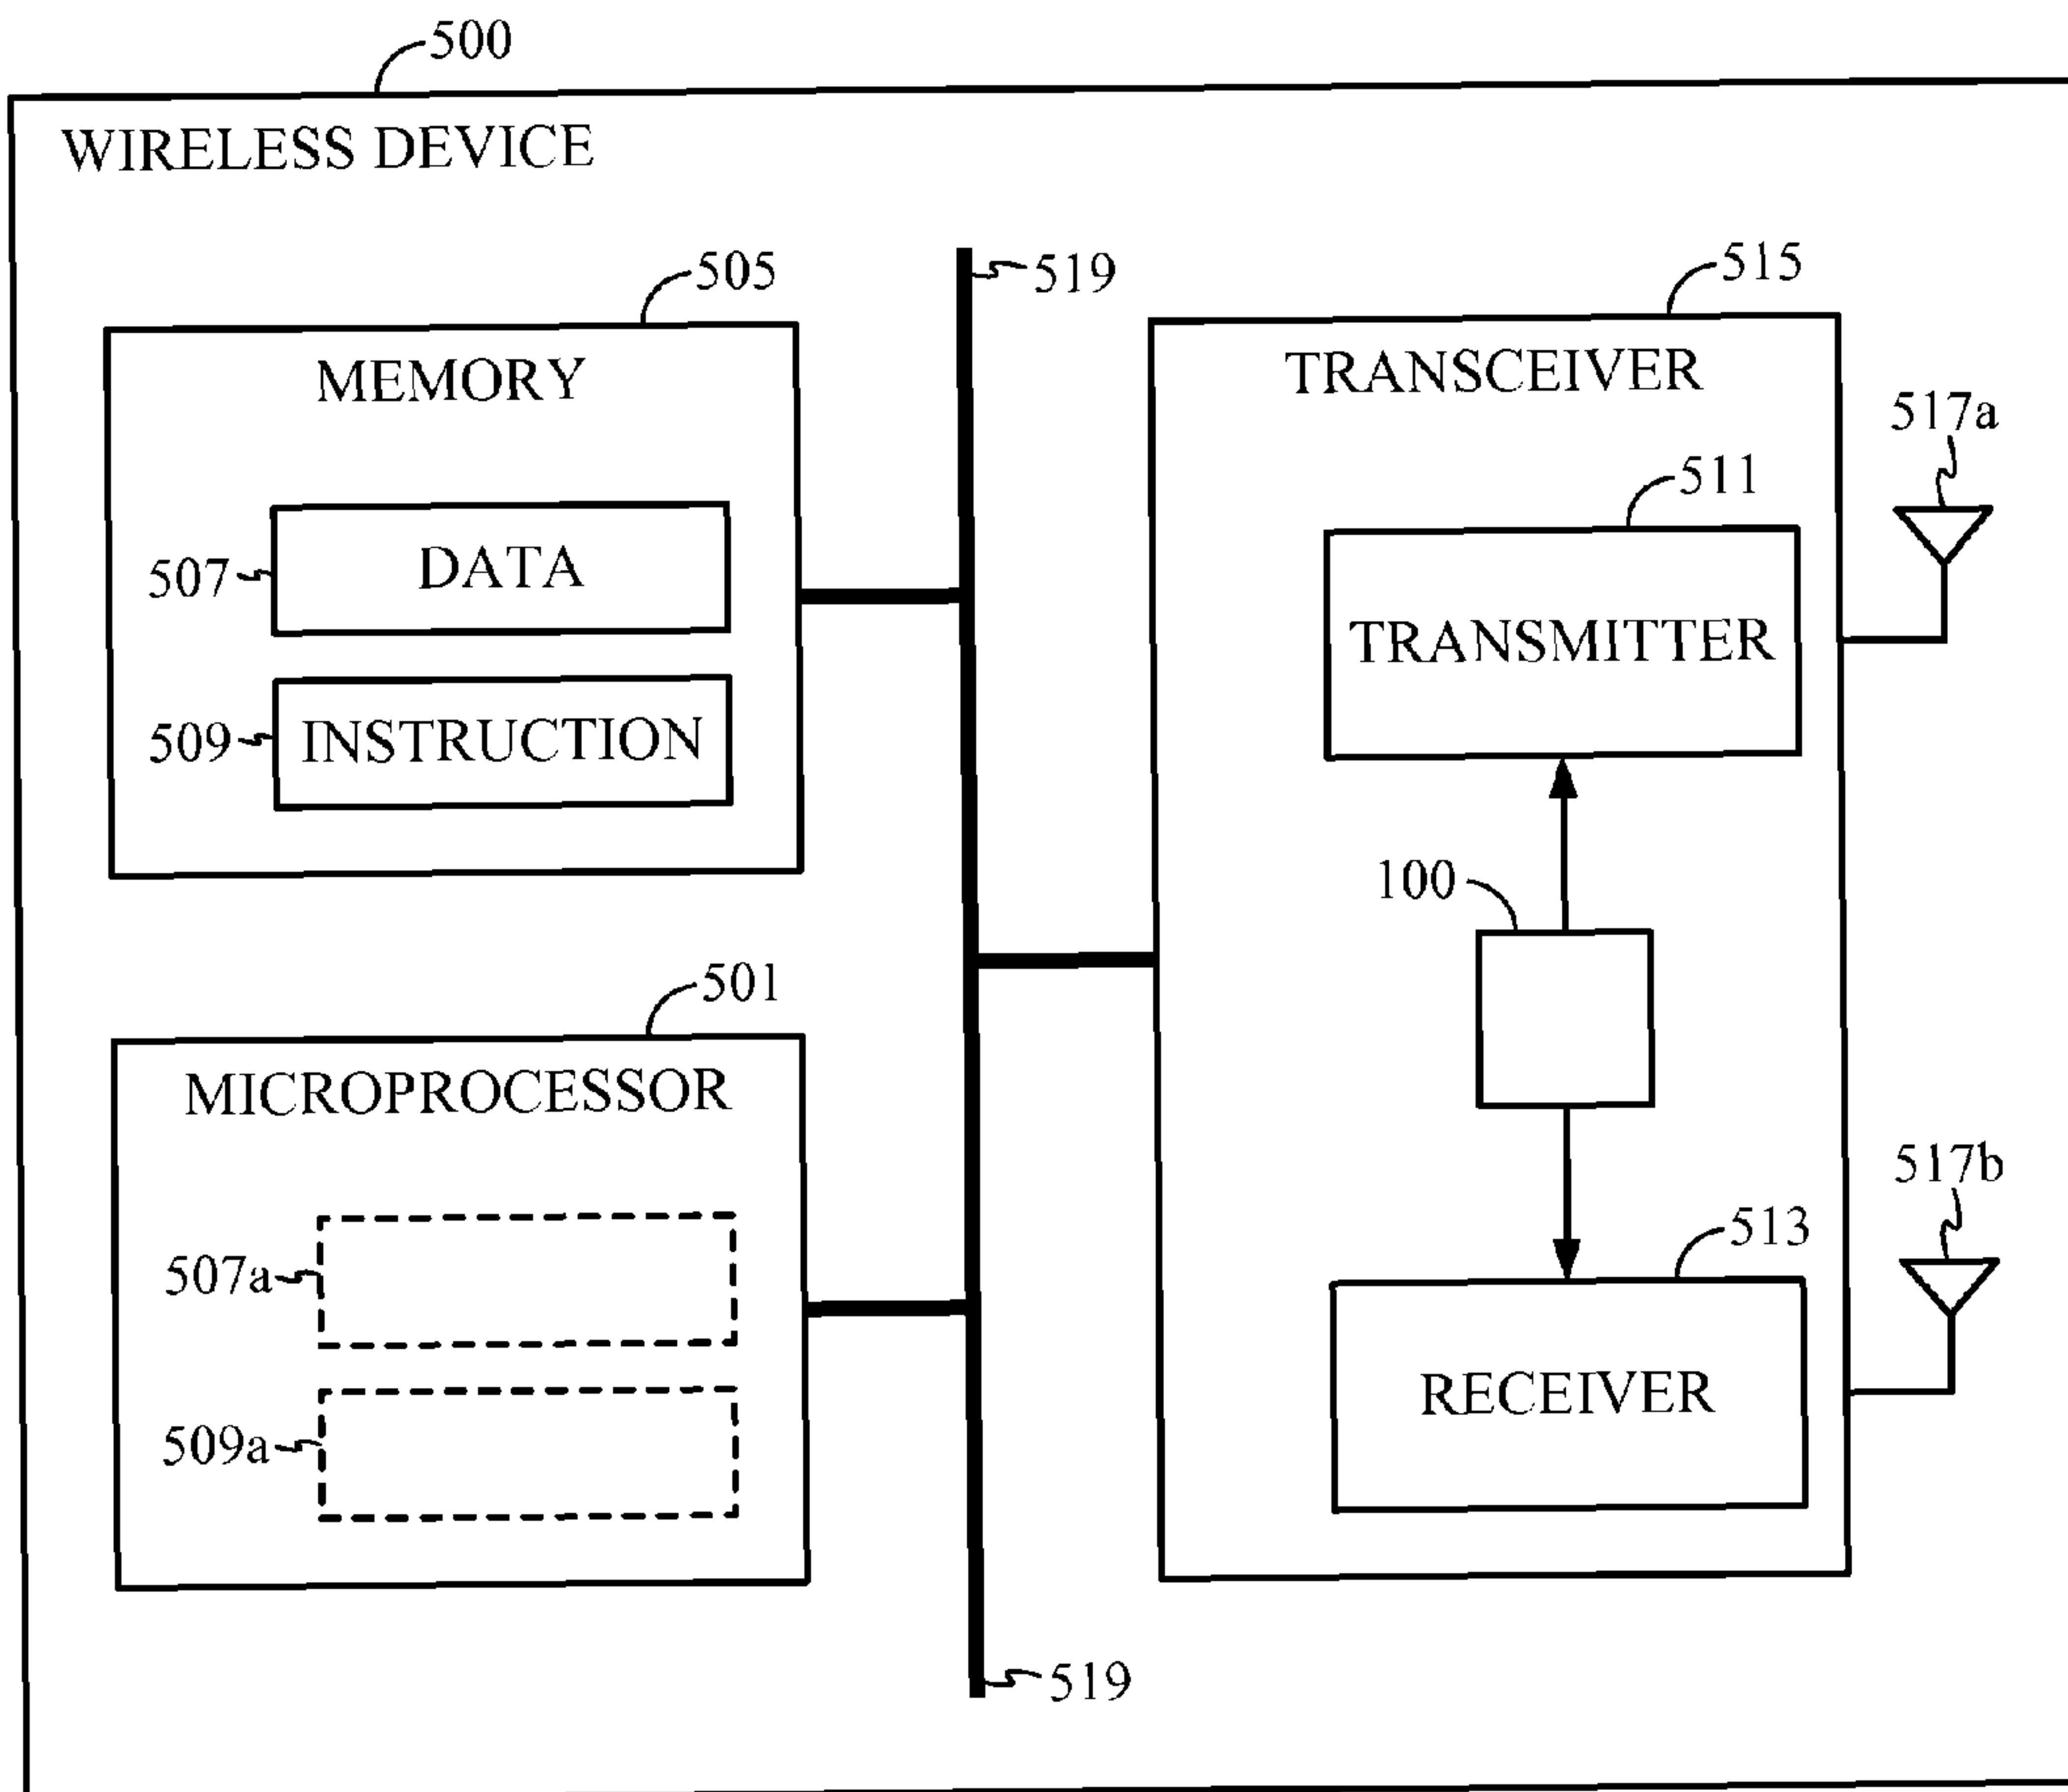 500
WIRELESS DEVICE
505
519
515
MEMORY
TRANSCEIVER
517a
511
507
DATA
TRANSMITTER
509
INSTRUCTION
100
501
MICROPROCESSOR
517b
513
507a
RECEIVER
509a
519